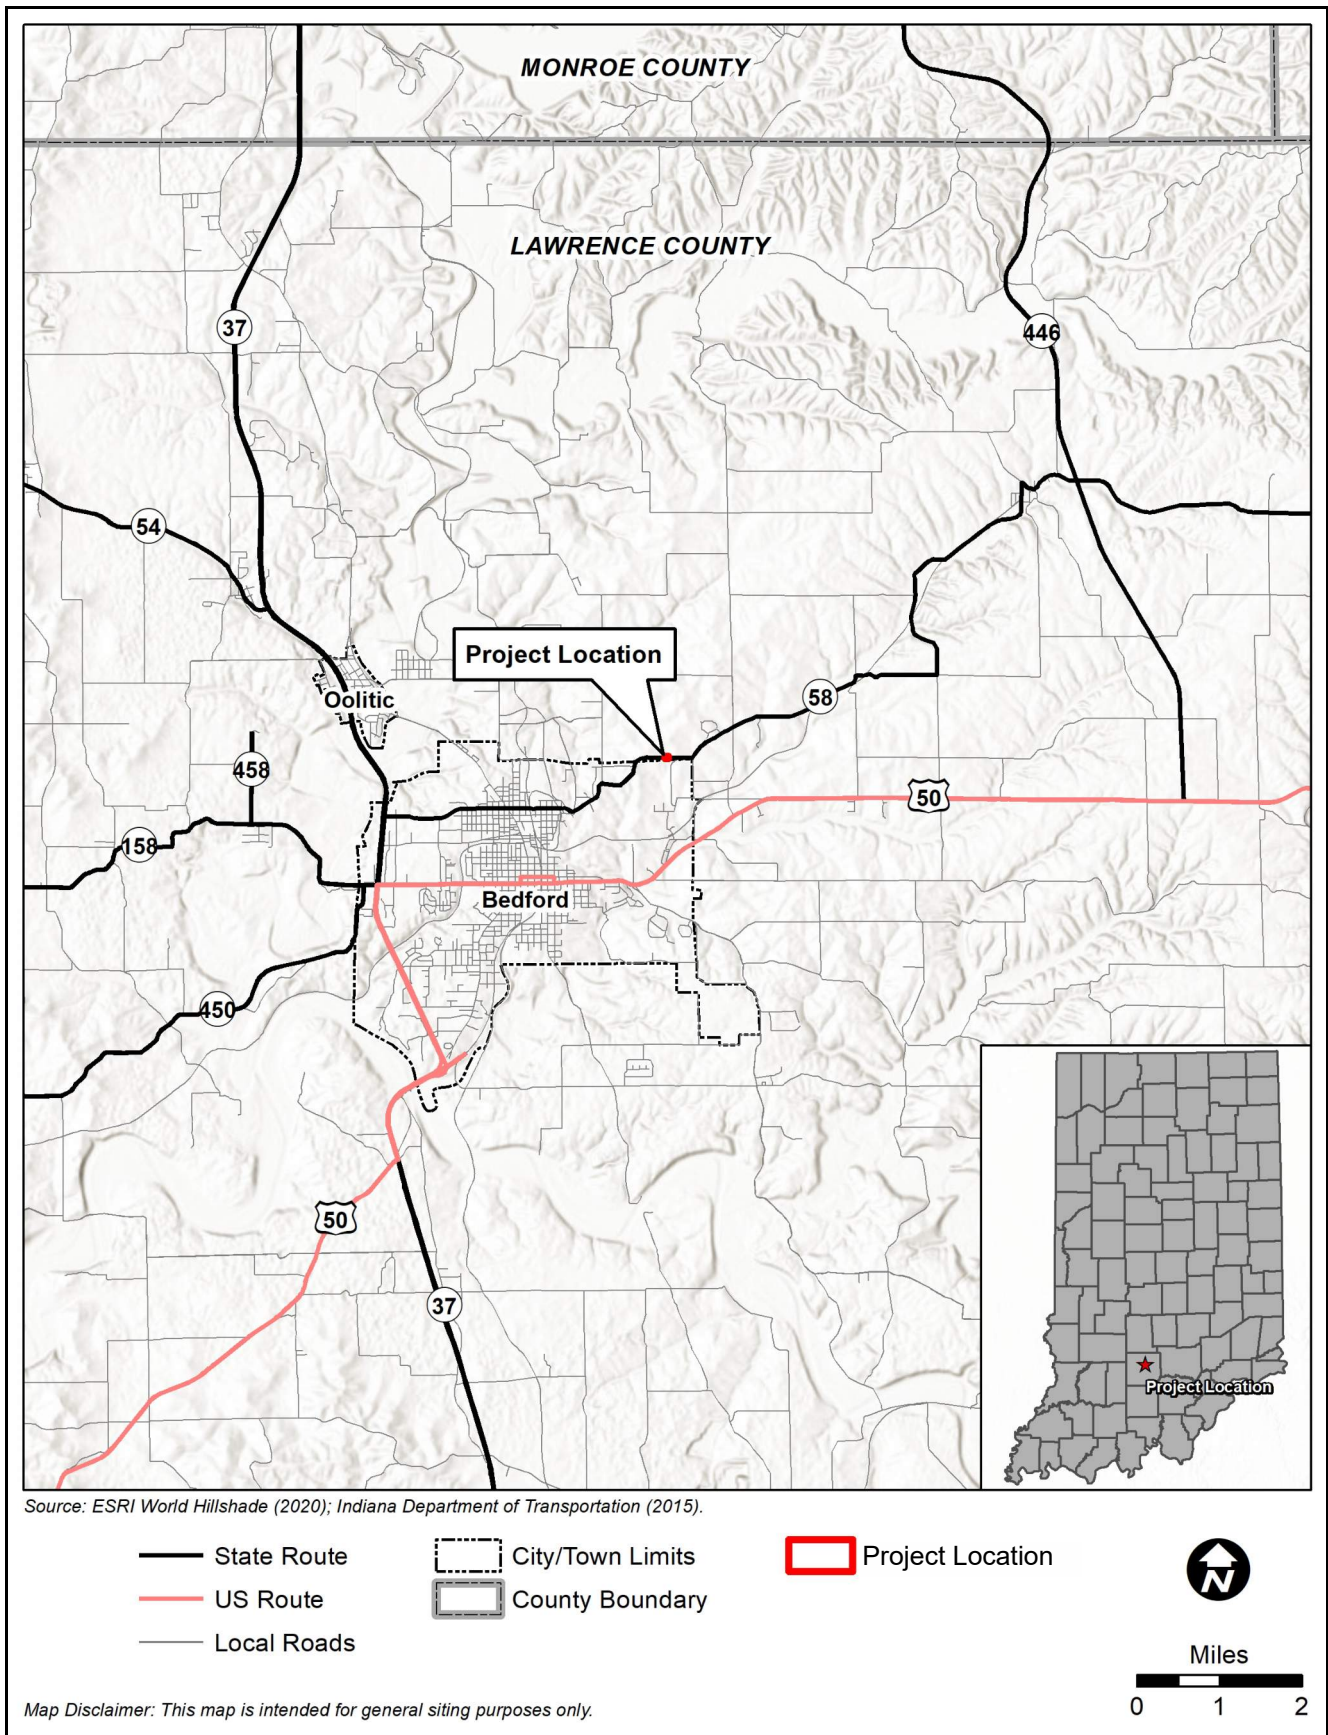 MONROE COUNTY
LAWRENCE COUNTY
37
446
54
Project Location
58
Oolitic
458
50
158
Bedford
450
50
37
Project Location
Source: ESRI World Hillshade (2020); Indiana Department of Transportation (2015).
State Route
US Route
Local Roads
City/Town Limits
County Boundary
Project Location
N
Miles
0 1 2
Map Disclaimer: This map is intended for general siting purposes only.